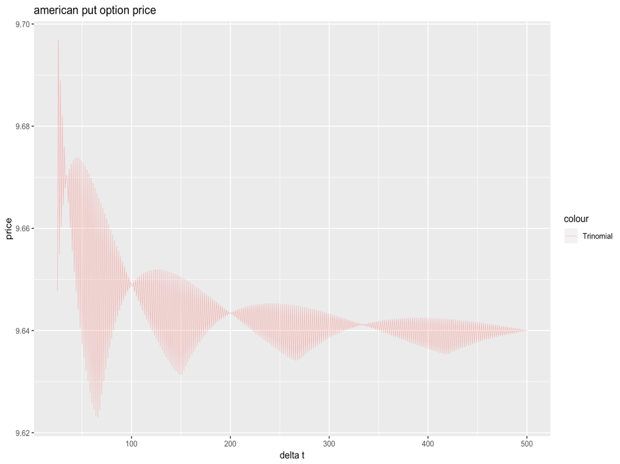 american put option price
9.70
9.68
9.66
9.64
9.62
price
100
200
300
400
500
delta t
colour
Trinomial